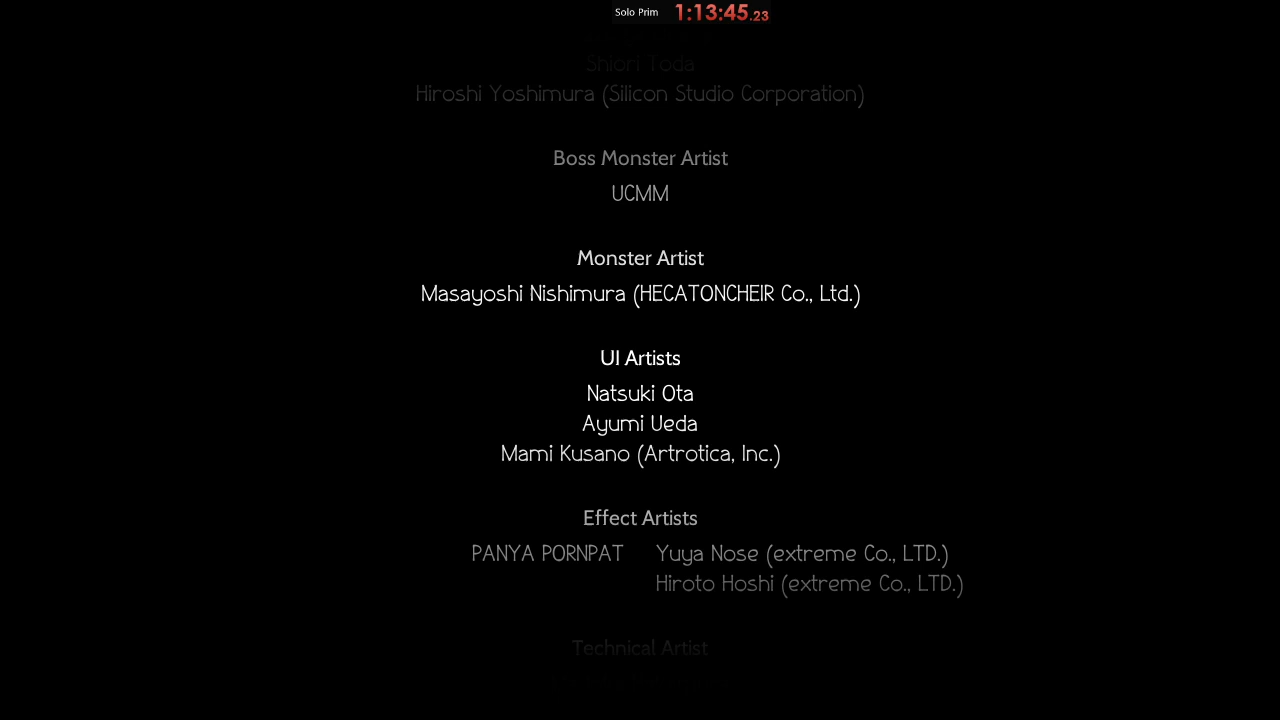 Solo Prim 1:13:45.23
Shiori Toda
Hiroshi Yoshimura (Silicon Studio Corporation)
Boss Monster Artist
UCMM
Monster Artist
Masayoshi Nishimura (HECATONCHEIR Co., Ltd.)
UI Artists
Natsuki Ota
Ayumi Ueda
Mami Kusano (Artrotica, Inc.)
Effect Artists
PANYA PORNPAT Yuya Nose (extreme Co., LTD.)
Hiroto Hoshi (extreme Co., LTD.)
Technical Artist